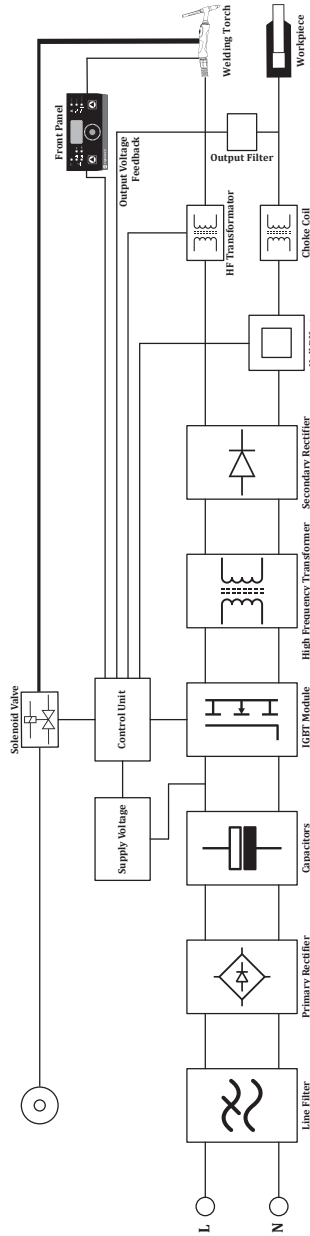 Solenoid Valve
Front Panel
Welding Torch
Supply Voltage
Control Unit
Output Voltage
Feedback
Output Filter
HF Transformator
Workpiece
L
N
Line Filter
Primary Rectifier
Capacitors
IGBT Module
High Frequency Transformer
Secondary Rectifier
Choke Coil